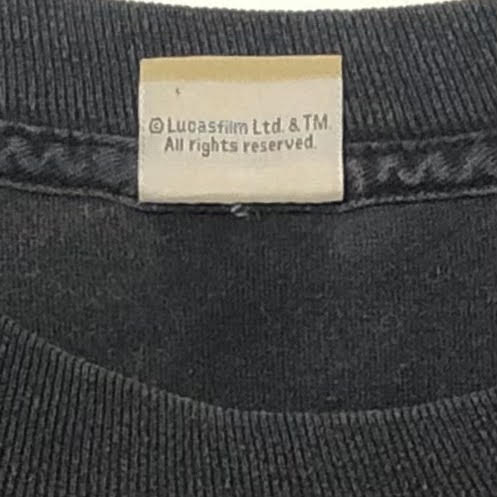 © Lucasfilm Ltd. & TM.
All rights reserved.